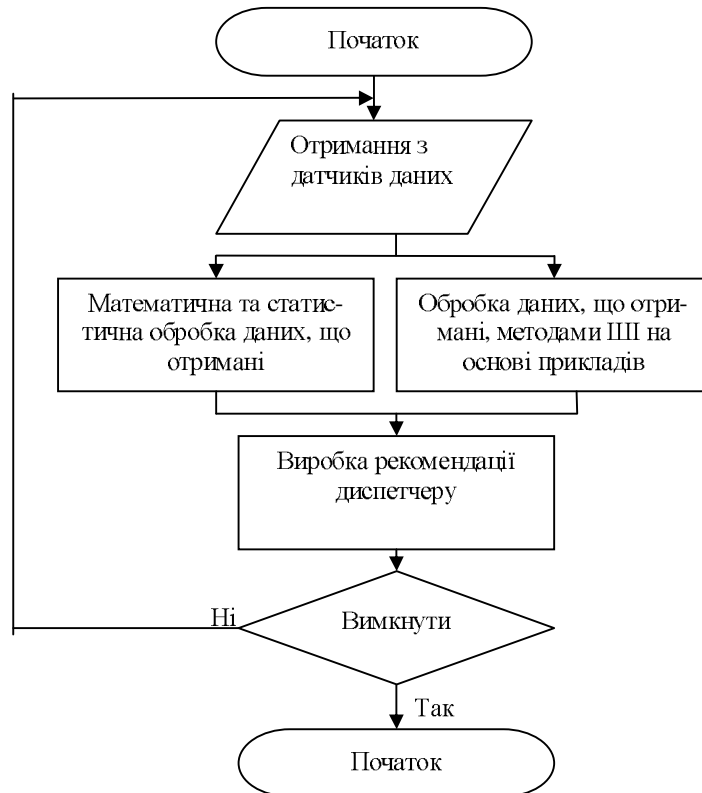 Початок
Отримання з
датчиків даних
Математична та статис-
тична обробка даних, що
отримані
Обробка даних, що отри-
мані, методами ШІ на
основі прикладів
Виробка рекомендації
диспетчеру
Ні
Вимкнути
Так
Початок